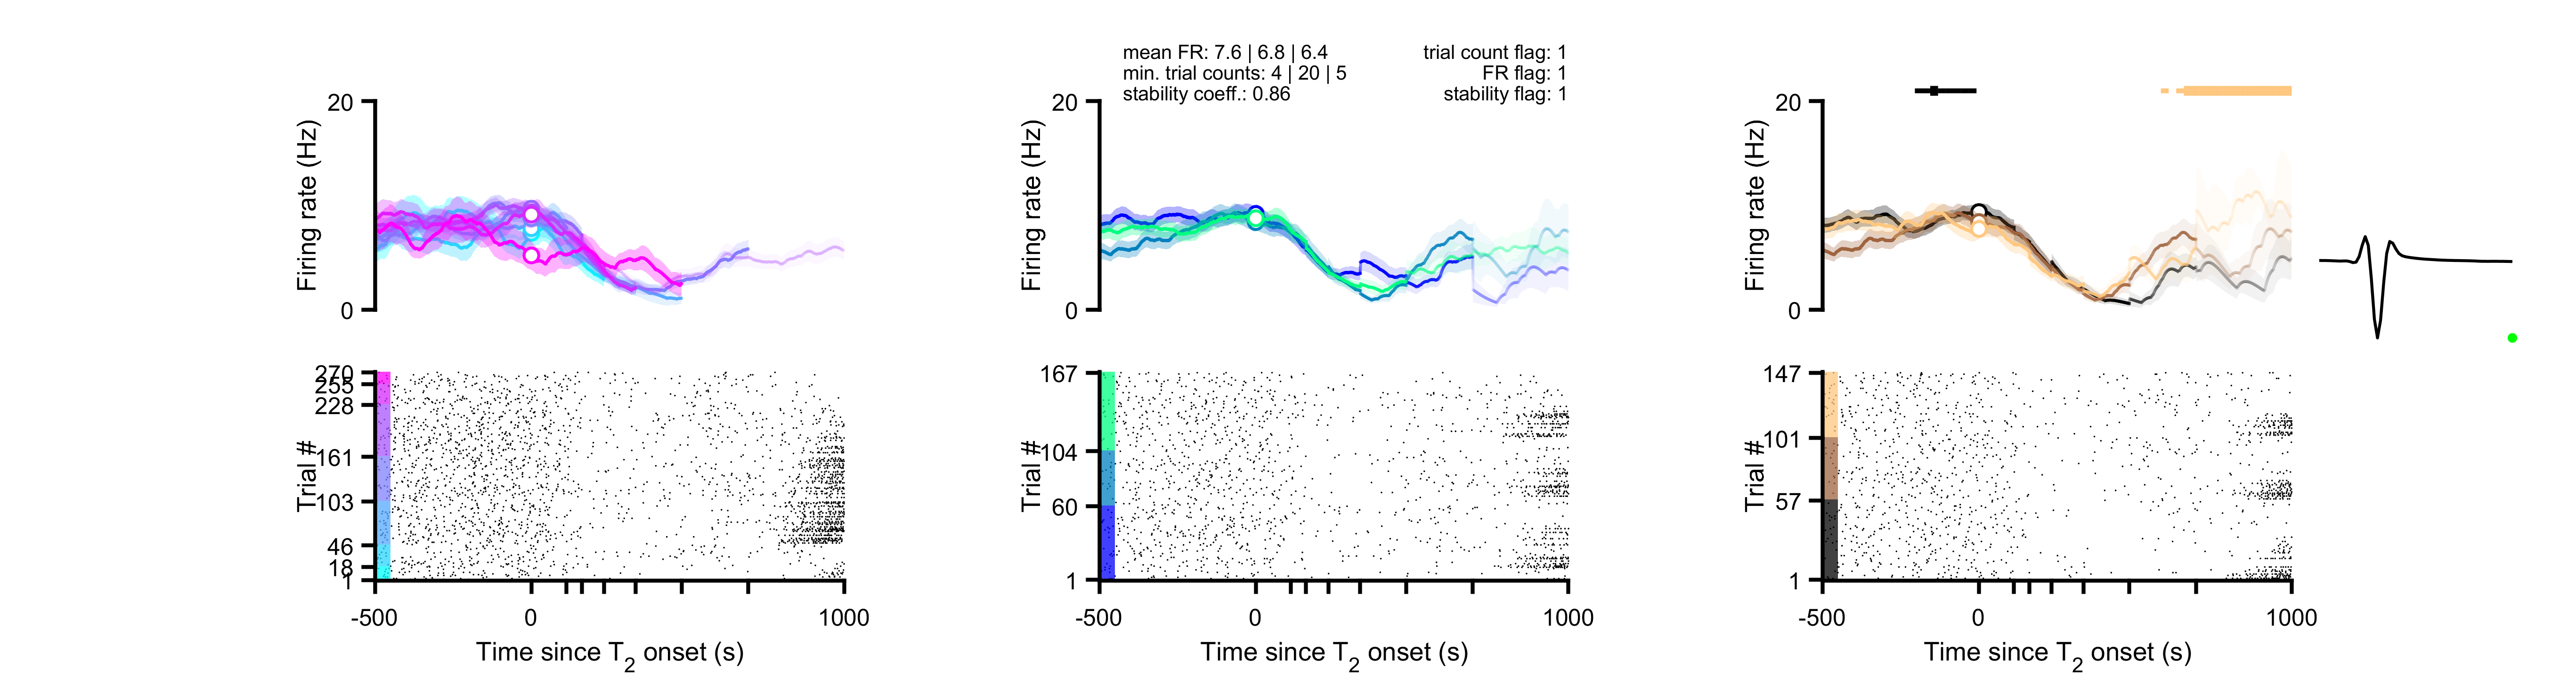 mean FR: 7.6 | 6.8 | 6.4
min. trial counts: 4 | 20 | 5
stability coeff.: 0.86
trial count flag: 1
FR flag: 1
stability flag: 1
20
Firing rate (Hz)
0
20
Firing rate (Hz)
0
20
Firing rate (Hz)
0
270
255
228
161
103
46
18
1
Trial #
-500
0
1000
Time since T2 onset (s)
167
104
60
1
Trial #
-500
0
1000
Time since T2 onset (s)
147
101
57
1
Trial #
-500
0
1000
Time since T2 onset (s)